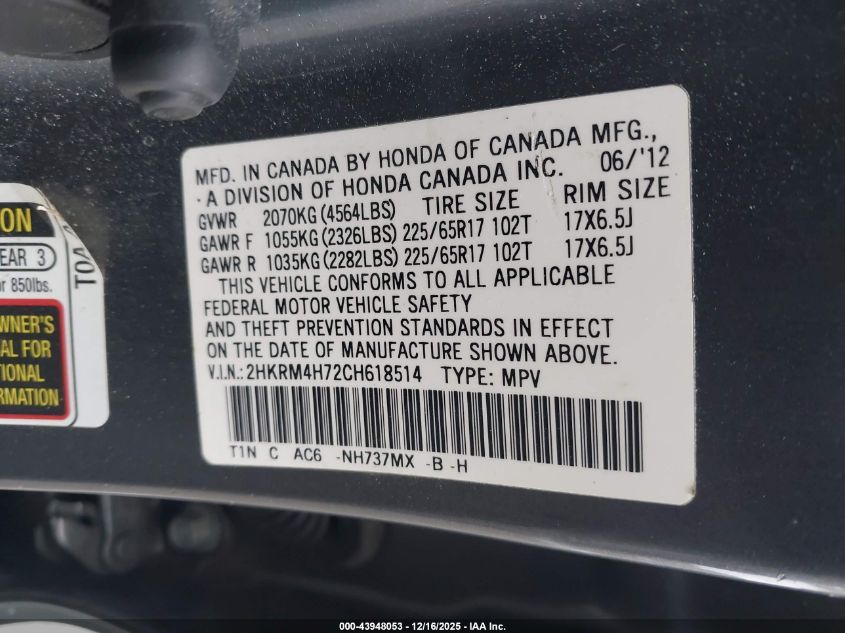 MFD. IN CANADA BY HONDA OF CANADA MFG.,
A DIVISION OF HONDA CANADA INC. 06/'12
GVWR 2070KG (4564LBS) TIRE SIZE RIM SIZE
GAWR F 1055KG (2326LBS) 225/65R17 102T 17X6.5J
GAWR R 1035KG (2282LBS) 225/65R17 102T 17X6.5J
THIS VEHICLE CONFORMS TO ALL APPLICABLE
FEDERAL MOTOR VEHICLE SAFETY
AND THEFT PREVENTION STANDARDS IN EFFECT
ON THE DATE OF MANUFACTURE SHOWN ABOVE.
V.I.N.: 2HKRM4H72CH618514 TYPE: MPV
T1N C AC6 -NH737MX -B -H
ON
EAR 3
r 850lbs.
WNER'S
AL FOR
TIONAL
RMATION
T0A
000-43948053 - 12/16/2025 - IAA Inc.